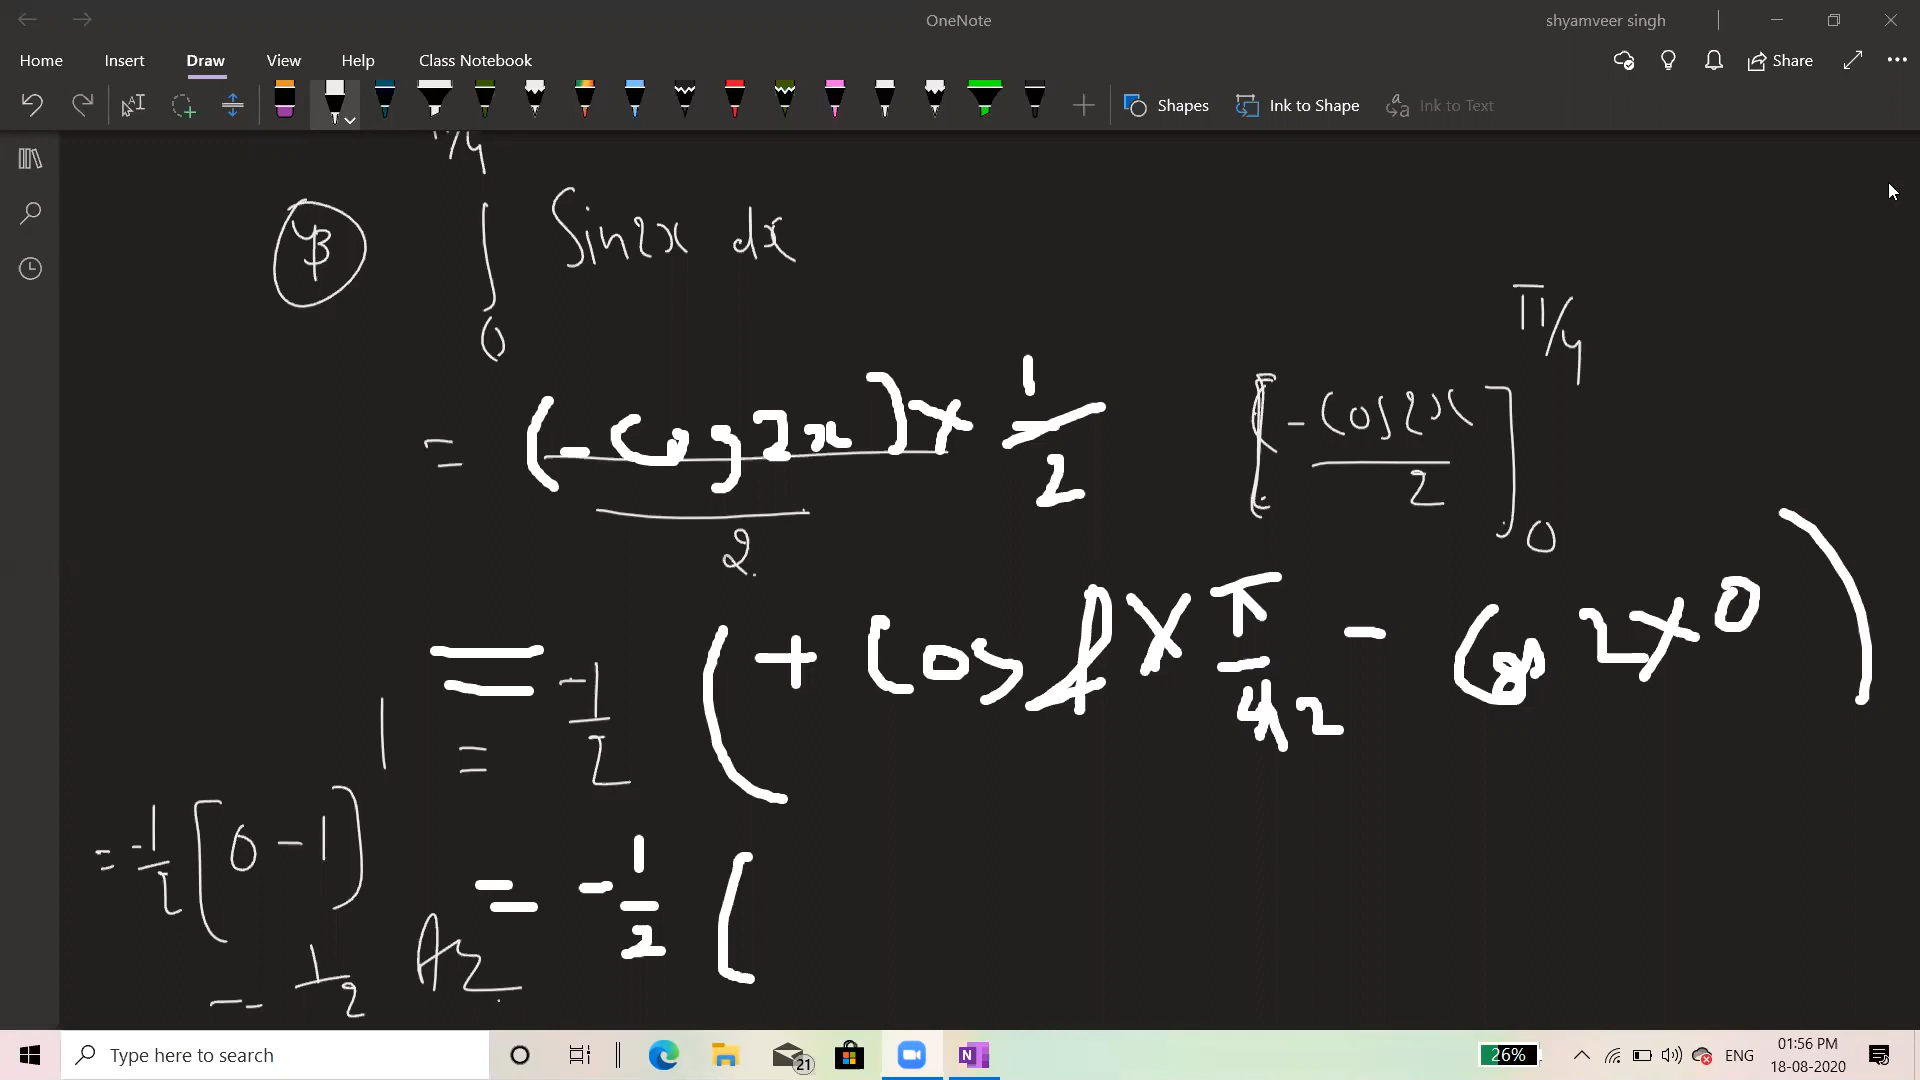 OneNote
shyamveer singh
Home Insert Draw View Help Class Notebook
Share
Shapes Ink to Shape Ink to Text
π/4
∫ Sin2x dx
0
π/4
= (-Cos2x) × 1/2
[-Cos2x / 2]
2
0
= -1/2 (+ Cos 2 × π/4 2 - Cos 2×0)
1 =
= -1/2 [0 - 1]
= -1/2 (
= 1/2 As
Type here to search
21
N
26%
ENG
01:56 PM
18-08-2020